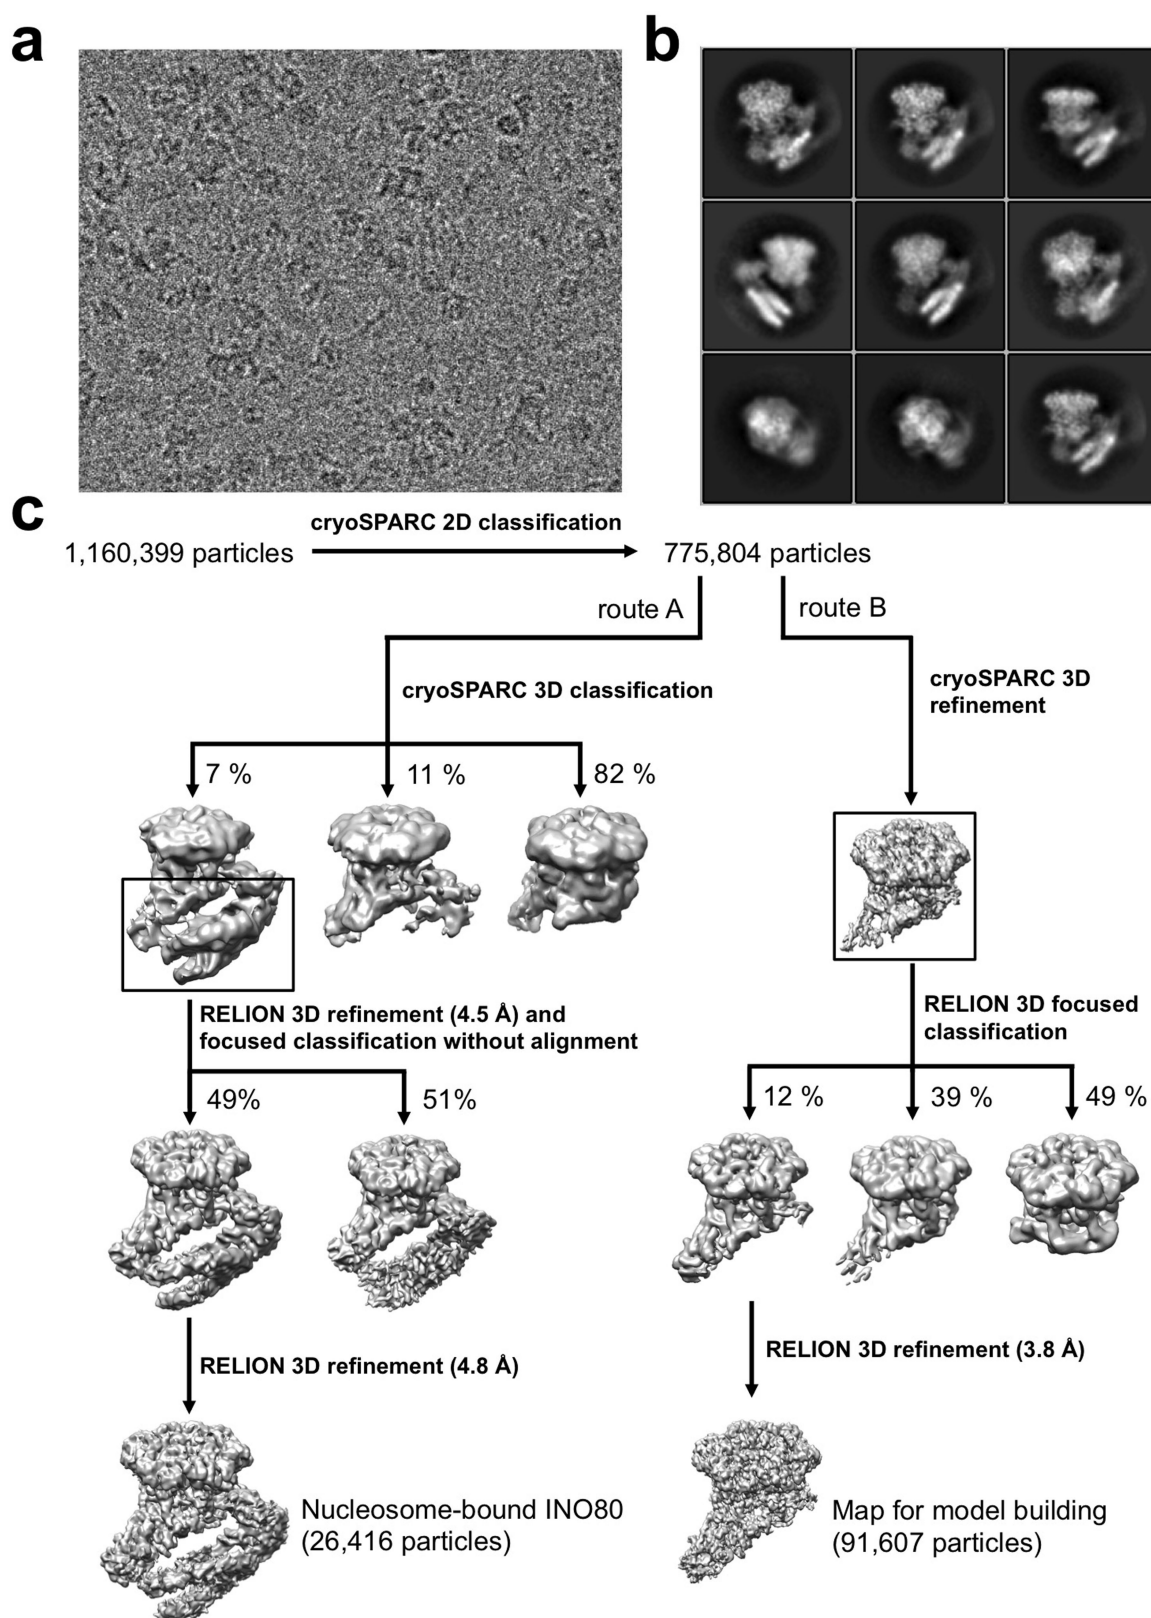 a
b
c
cryoSPARC 2D classification
1,160,399 particles
775,804 particles
route A
route B
cryoSPARC 3D classification
cryoSPARC 3D
refinement
7 %
11 %
82 %
RELION 3D refinement (4.5 Å) and
focused classification without alignment
RELION 3D focused
classification
49%
51%
12 %
39 %
49 %
RELION 3D refinement (4.8 Å)
RELION 3D refinement (3.8 Å)
Nucleosome-bound INO80
(26,416 particles)
Map for model building
(91,607 particles)